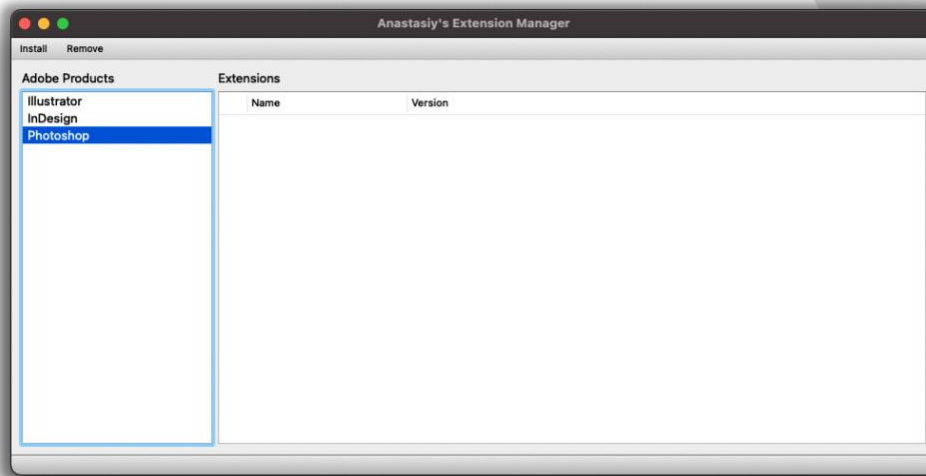 Anastasiy's Extension Manager
Install Remove
Adobe Products
Illustrator
InDesign
Photoshop
Extensions
Name Version